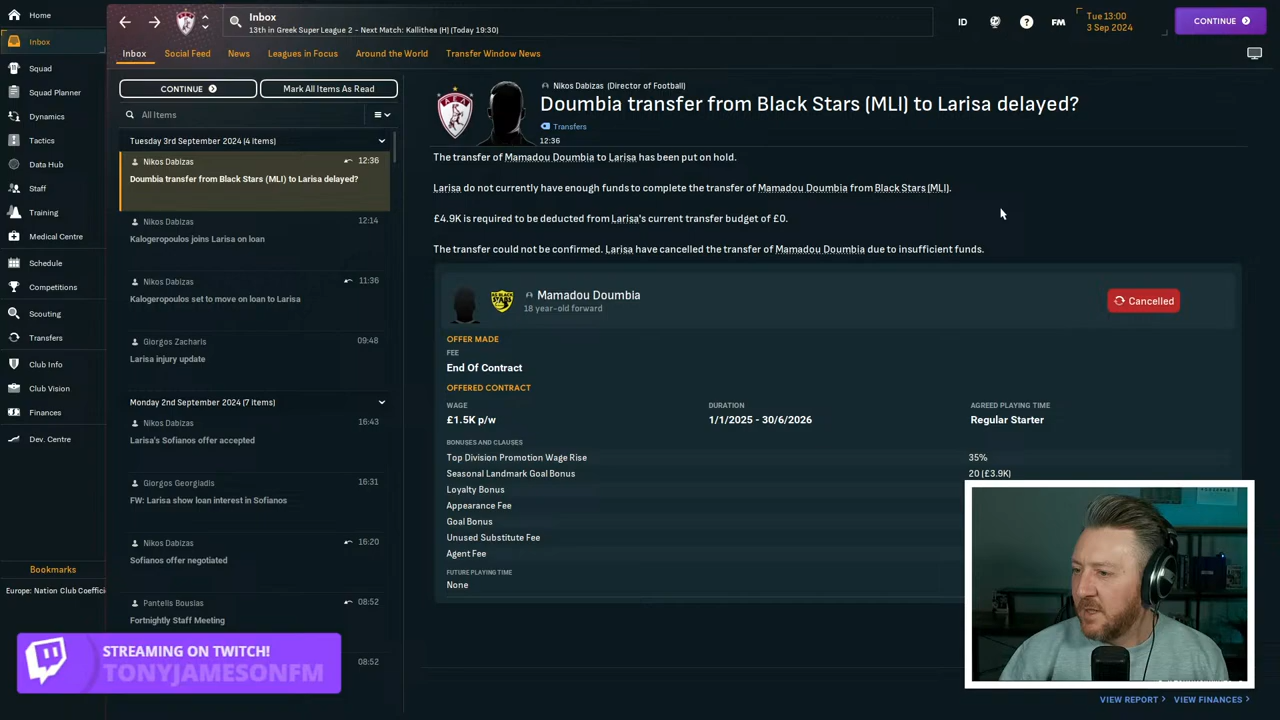 Home
Inbox
Squad
Squad Planner
Dynamics
Tactics
Data Hub
Staff
Training
Medical Centre
Schedule
Competitions
Scouting
Transfers
Club Info
Club Vision
Finances
Dev. Centre
Bookmarks
Europe: Nation Club Coeffici
Inbox
13th in Greek Super League 2 - Next Match: Kallithea (H) (Today 19:30)
ID
?
FM
Tue 13:00
3 Sep 2024
CONTINUE
Inbox
Social Feed
News
Leagues in Focus
Around the World
Transfer Window News
CONTINUE
Mark All Items As Read
All Items
Tuesday 3rd September 2024 (4 Items)
Nikos Dabizas
12:36
Doumbia transfer from Black Stars (MLI) to Larisa delayed?
Nikos Dabizas
12:14
Kalogeropoulos joins Larisa on loan
Nikos Dabizas
11:36
Kalogeropoulos set to move on loan to Larisa
Giorgos Zacharis
09:48
Larisa injury update
Monday 2nd September 2024 (7 Items)
Nikos Dabizas
16:43
Larisa's Sofianos offer accepted
Giorgos Georgiadis
16:31
FW: Larisa show loan interest in Sofianos
Nikos Dabizas
16:20
Sofianos offer negotiated
Pantelis Bouslas
08:52
Fortnightly Staff Meeting
08:52
STREAMING ON TWITCH!
TONYJAMESONFM
Nikos Dabizas (Director of Football)
Doumbia transfer from Black Stars (MLI) to Larisa delayed?
Transfers
12:36
The transfer of Mamadou Doumbia to Larisa has been put on hold.
Larisa do not currently have enough funds to complete the transfer of Mamadou Doumbia from Black Stars (MLI).
£4.9K is required to be deducted from Larisa's current transfer budget of £0.
The transfer could not be confirmed. Larisa have cancelled the transfer of Mamadou Doumbia due to insufficient funds.
Mamadou Doumbia
18 year-old forward
Cancelled
OFFER MADE
FEE
End Of Contract
OFFERED CONTRACT
WAGE
DURATION
AGREED PLAYING TIME
£1.5K p/w
1/1/2025 - 30/6/2026
Regular Starter
BONUSES AND CLAUSES
Top Division Promotion Wage Rise
35%
Seasonal Landmark Goal Bonus
20 (£3.9K)
Loyalty Bonus
Appearance Fee
Goal Bonus
Unused Substitute Fee
Agent Fee
FUTURE PLAYING TIME
None
VIEW REPORT
VIEW FINANCES